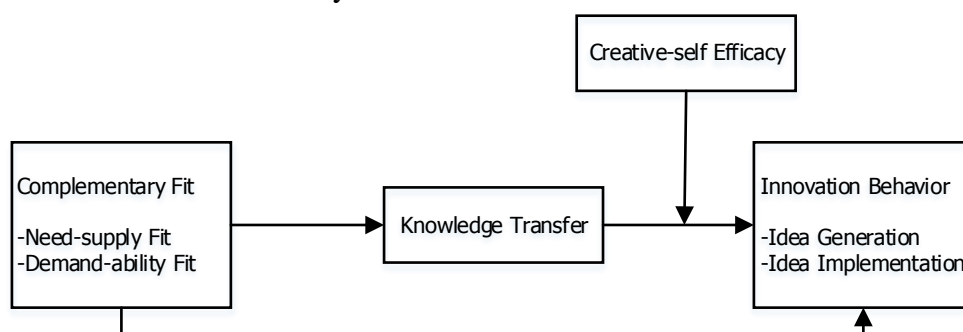 Creative-self Efficacy
Complementary Fit
-Need-supply Fit
-Demand-ability Fit
Knowledge Transfer
Innovation Behavior
-Idea Generation
-Idea Implementation